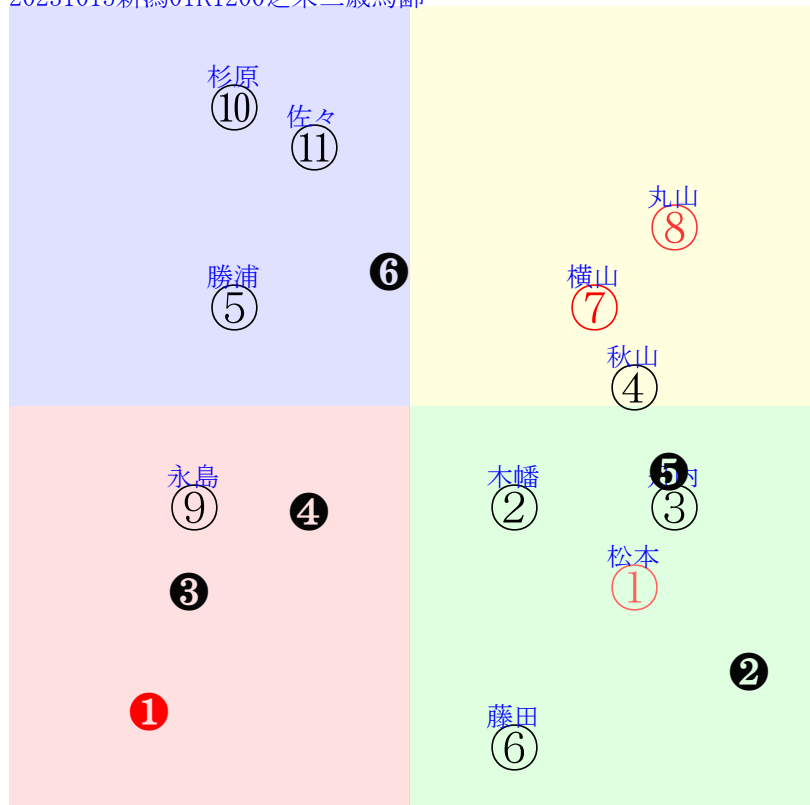 杉原
⑩
佐々
⑪
丸山
⑧
勝浦
⑤
❻
横山
⑦
秋山
④
永島
⑨
❹
木幡
②
❺
内
③
❸
松本
①
❷
❶
藤田
⑥